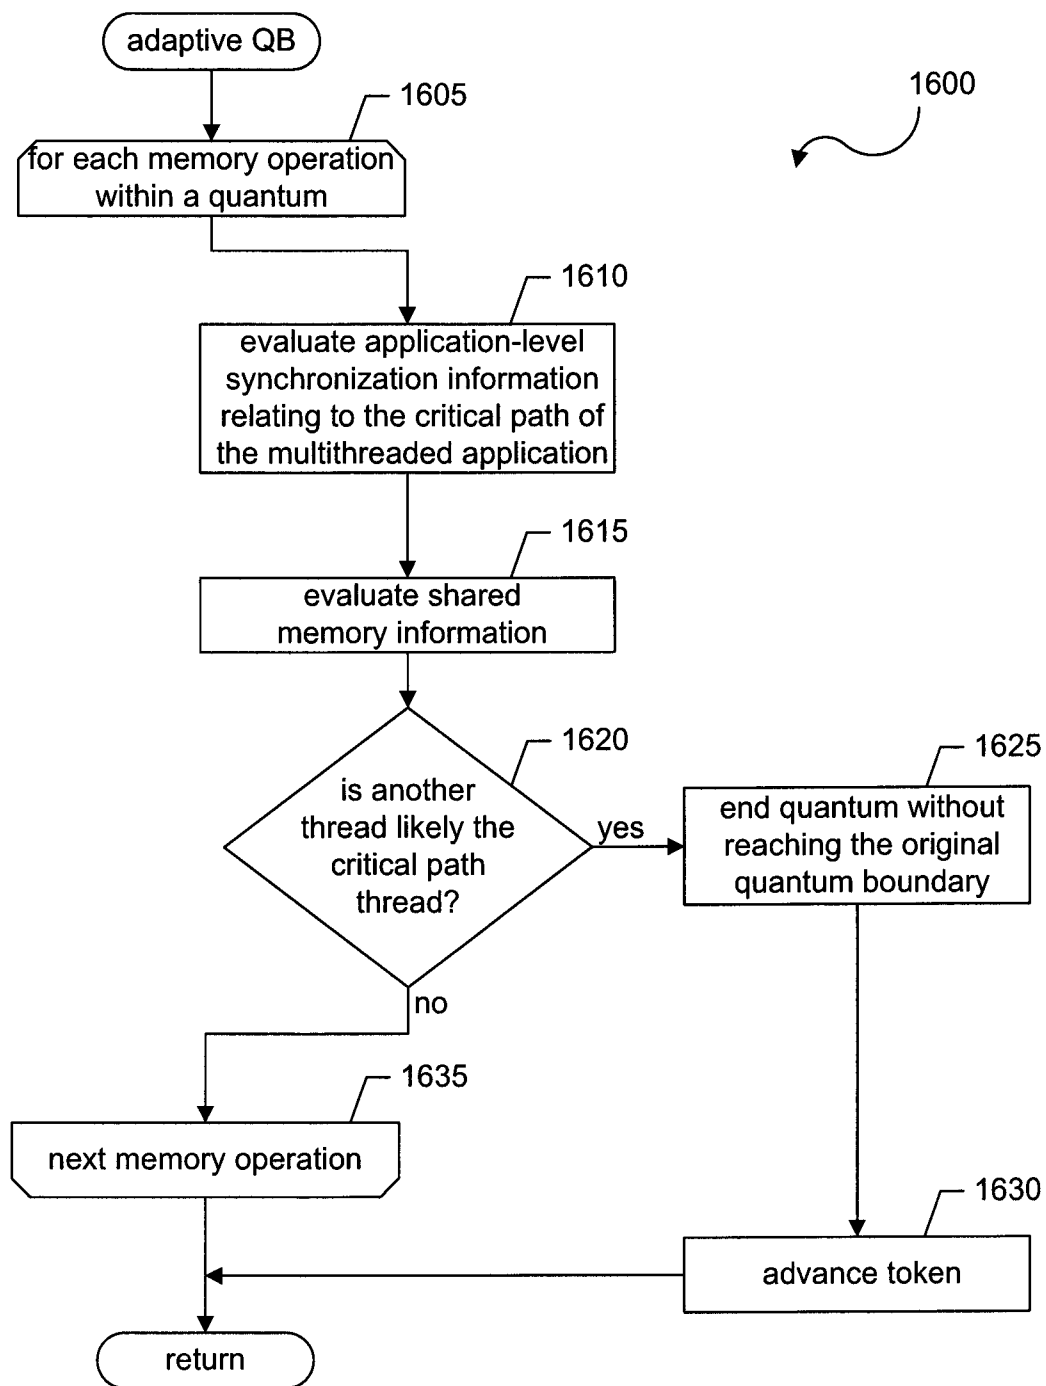 adaptive QB
1605
1600
for each memory operation
within a quantum
1610
evaluate application-level
synchronization information
relating to the critical path of
the multithreaded application
1615
evaluate shared
memory information
1620
is another
thread likely the
critical path
thread?
yes
1625
end quantum without
reaching the original
quantum boundary
no
1635
next memory operation
1630
advance token
return